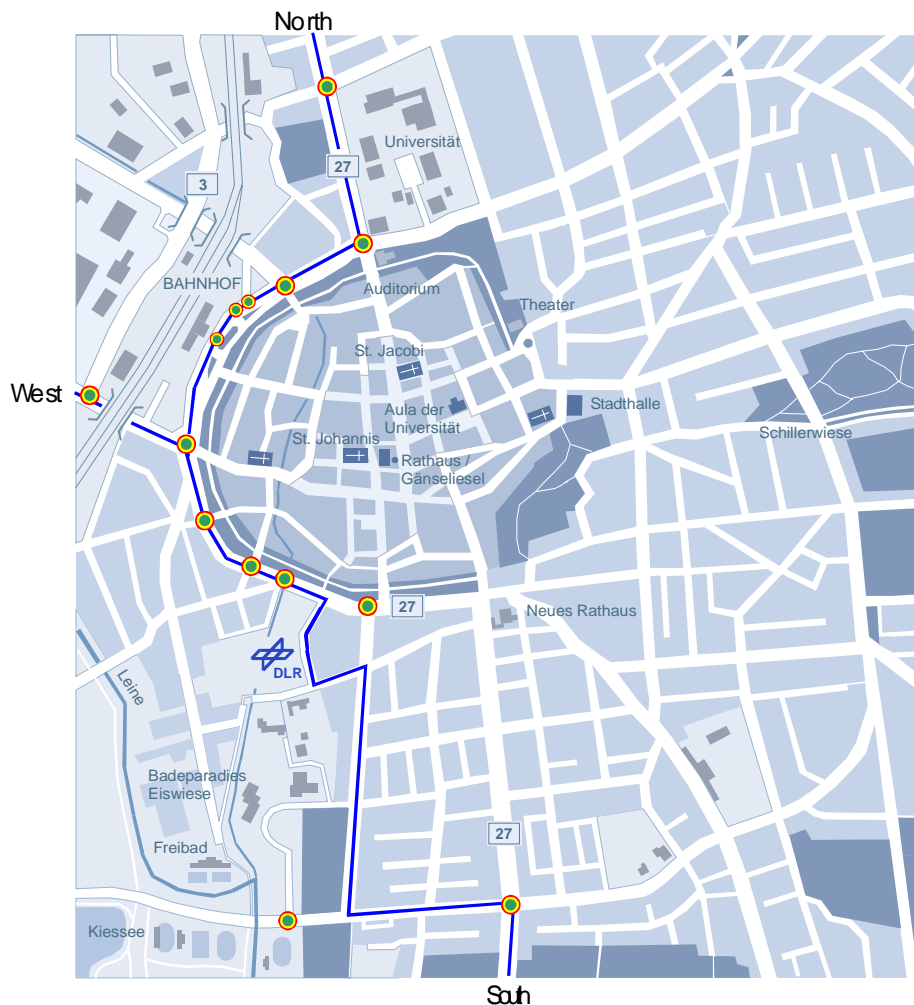 North
Universität
27
3
BAHNHOF
Auditorium
Theater
St. Jacobi
West
Aula der
Universität
Stadthalle
Schillerwiese
St. Johannis
Rathaus /
Gänseliesel
27
Neues Rathaus
DLR
Leine
Badeparadies
Eiswiese
27
Freibad
Kiessee
South